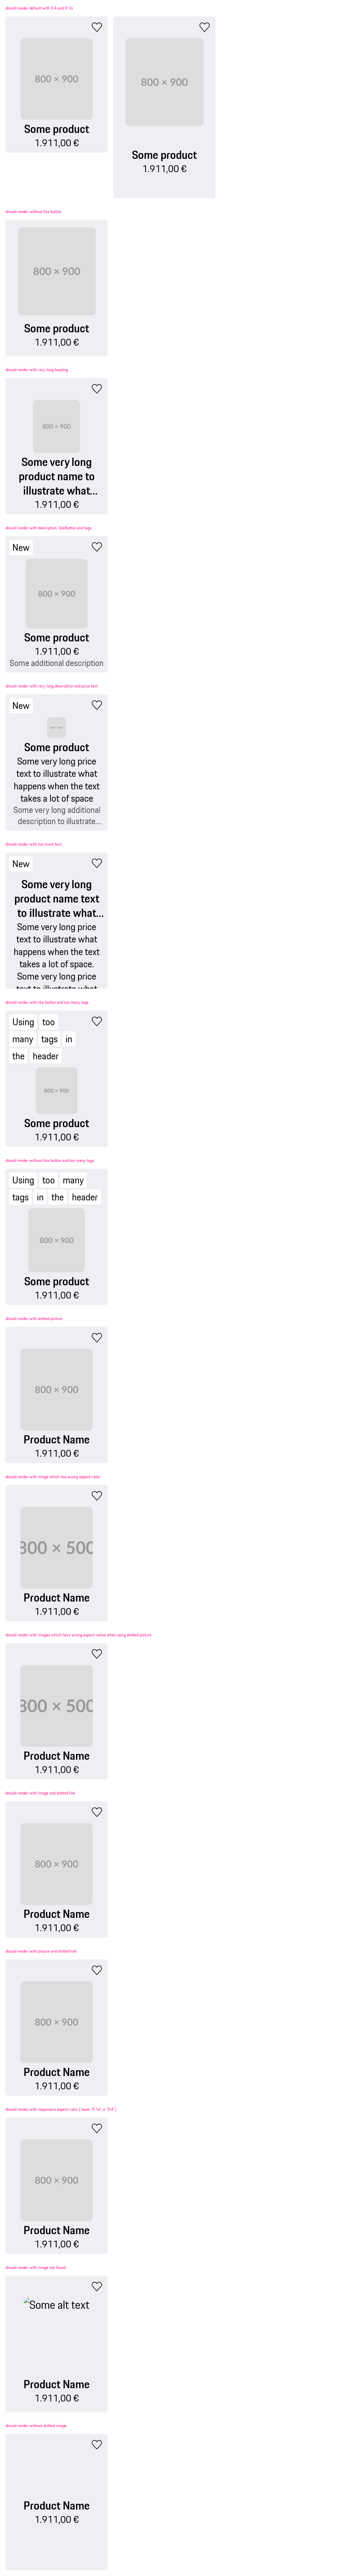 should render default with 3:4 and 9:16
800 × 900
Some product
1.911,00 €
800 × 900
Some product
1.911,00 €
should render without like button
800 × 900
Some product
1.911,00 €
should render with very long heading
800 × 900
Some very long
product name to
illustrate what…
1.911,00 €
should render with description, likeButton and tags
New
800 × 900
Some product
1.911,00 €
Some additional description
should render with very long description and price text
New
Some product
Some very long price
text to illustrate what
happens when the text
takes a lot of space
Some very long additional
description to illustrate…
should render with too much text
New
Some very long
product name text
to illustrate what…
Some very long price
text to illustrate what
happens when the text
takes a lot of space.
Some very long price
text to illustrate what
should render with like button and too many tags
Using too
many tags in
the header
800 × 900
Some product
1.911,00 €
should render without like button and too many tags
Using too many
tags in the header
800 × 900
Some product
1.911,00 €
should render with slotted picture
800 × 900
Product Name
1.911,00 €
should render with image which has wrong aspect ratio
800 × 500
Product Name
1.911,00 €
should render with images which have wrong aspect ratios when using slotted picture
800 × 500
Product Name
1.911,00 €
should render with image and slotted link
800 × 900
Product Name
1.911,00 €
should render with picture and slotted link
800 × 900
Product Name
1.911,00 €
should render with responsive aspect-ratio { base: '9:16', s: '3:4' }
800 × 900
Product Name
1.911,00 €
should render with image not found
Some alt text
Product Name
1.911,00 €
should render without slotted image
Product Name
1.911,00 €